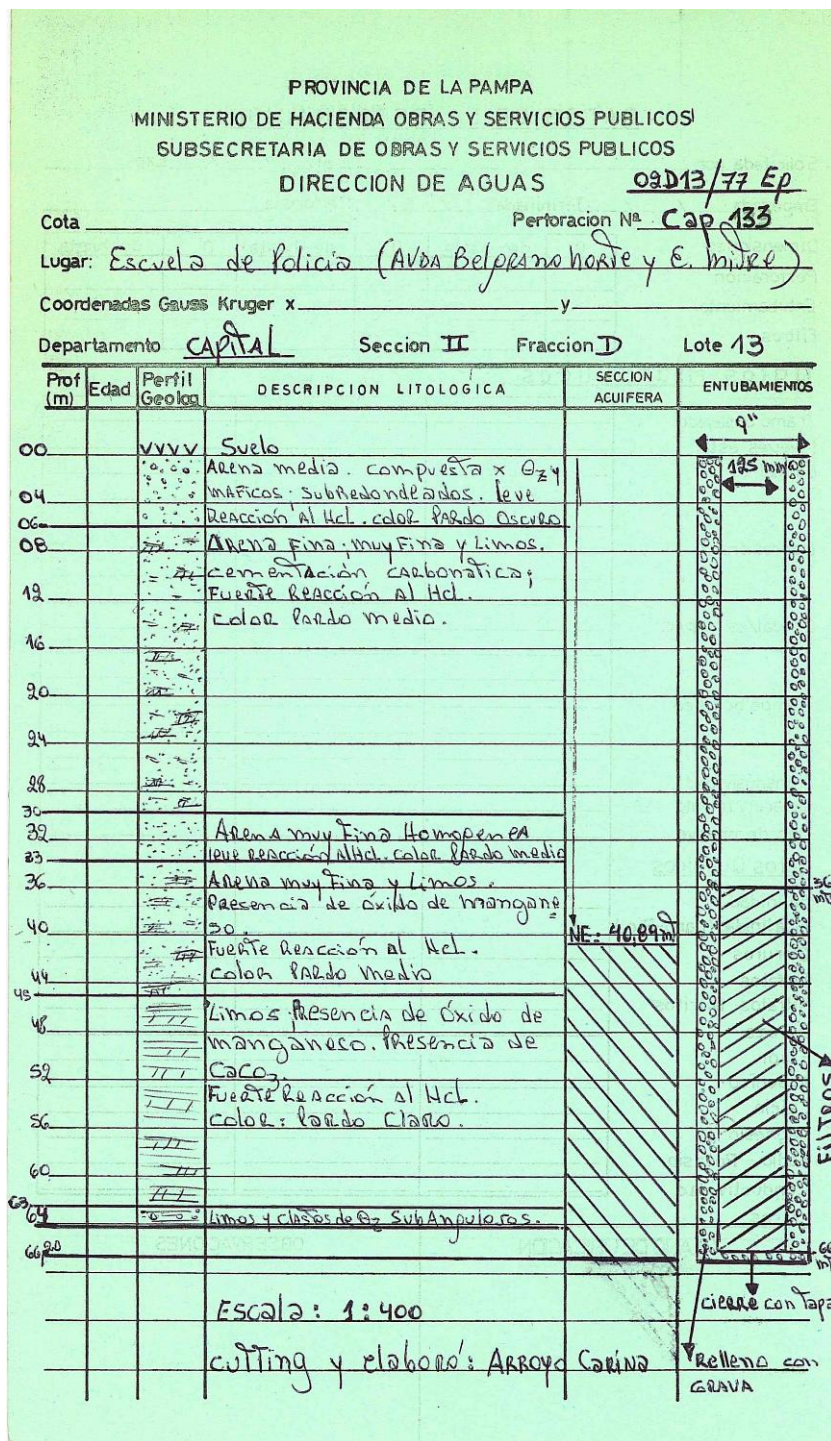 PROVINCIA DE LA PAMPA
MINISTERIO DE HACIENDA OBRAS Y SERVICIOS PUBLICOS
SUBSECRETARIA DE OBRAS Y SERVICIOS PUBLICOS
DIRECCION DE AGUAS 02D13/77 Ep
Cota Perforacion Nª Cap 133
Lugar: Escuela de Policia (AVDA Belgrano norte y E. Mitre)
Coordenadas Gauss Kruger x y
Departamento CAPITAL Seccion II Fraccion D Lote 13
Prof (m) Edad Perfil Geolog DESCRIPCION LITOLOGICA SECCION ACUIFERA ENTUBAMIENTOS
9"
00 VVVV Suelo
Arena media. compuesta x Qz y 125 mm
04 MAFICOS; SubRedondeados. leve
06 Reacción Al Hcl. color PARDO OSCURO
08 ARENA Fina; muy Fina y Limos.
cementación CARbonatica;
12 Fuerte Reacción Al Hcl.
color PARdo medio.
16
20
24
28
30
32 Arena muy Fina Homogenea
33 leve reacción Al Hcl. color PARdo medio
36 Arena muy Fina y Limos. 36
Presencia de óxido de mangane
40 so. NE: 40,89m
Fuerte Reacción Al Hcl.
44 color PARdo medio
45
Limos. Presencia de óxido de
48 manganeso. Presencia de
52 CaCO3.
Fuerte Reacción Al Hcl.
56 color: PARdo Claro.
FILTROS
60
63
64 Limos y clastos de Qz SubAngulosos.
66,20 66
cierre con Tapa
Escala: 1:400
cutting y elaboró: ARROYO Carina
Relleno con
GRAVA